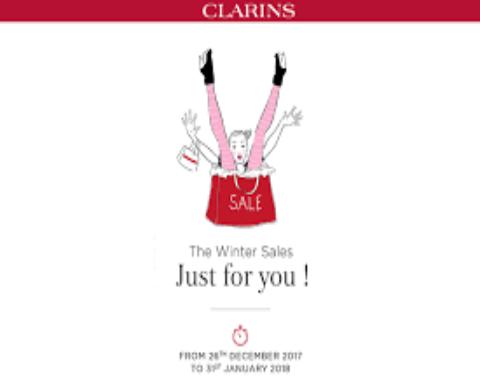 CLARINS
SALE
The Winter Sales
Just for you !
FROM 26TH DECEMBER 2017
TO 31ST JANUARY 2018